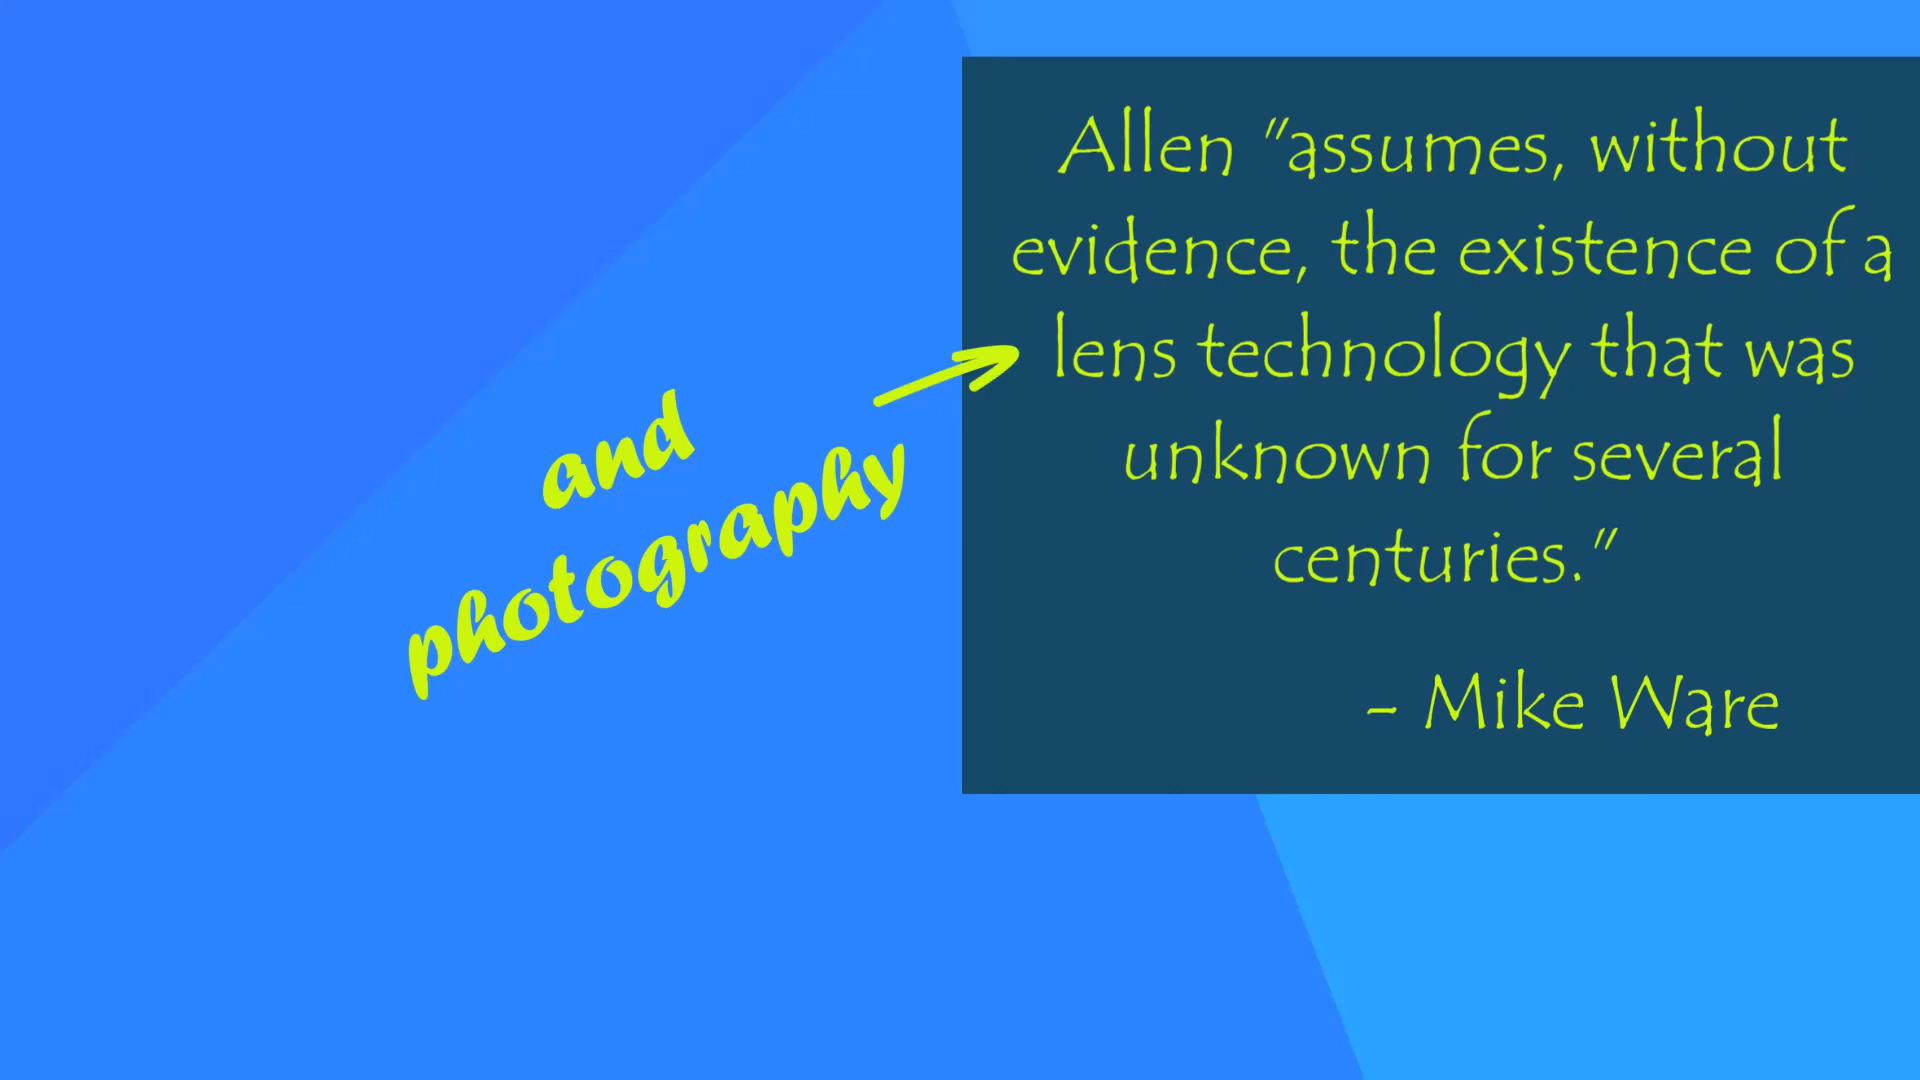 and
photography
Allen "assumes, without
evidence, the existence of a
lens technology that was
unknown for several
centuries."
- Mike Ware